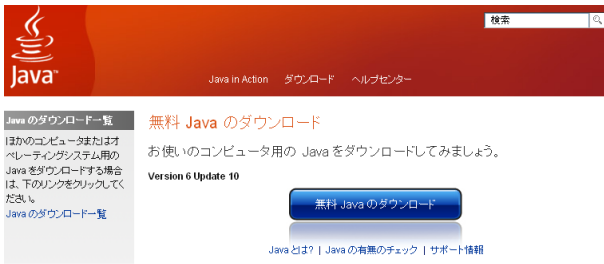 検索
Java™
Java in Action ダウンロード ヘルプセンター
Java のダウンロード一覧
ほかのコンピュータまたはオ
ペレーティングシステム用の
Java をダウンロードする場合
は、下のリンクをクリックしてく
ださい。
Java のダウンロード一覧
無料 Java のダウンロード
お使いのコンピュータ用の Java をダウンロードしてみましょう。
Version 6 Update 10
無料 Java のダウンロード
Java とは? | Java の有無のチェック | サポート情報